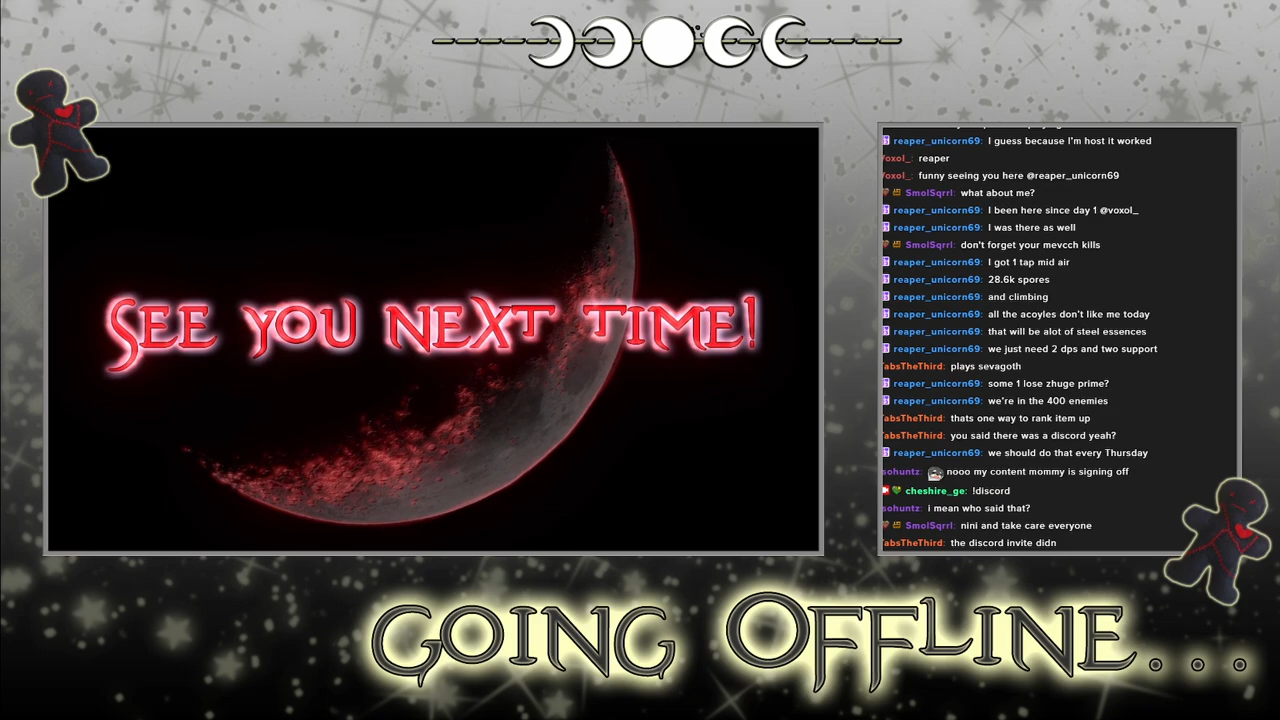 SEE YOU NEXT TIME!
reaper_unicorn69: I guess because I'm host it worked
Voxol_: reaper
Voxol_: funny seeing you here @reaper_unicorn69
SmolSqrrl: what about me?
reaper_unicorn69: I been here since day 1 @voxol_
reaper_unicorn69: I was there as well
SmolSqrrl: don't forget your mevcch kills
reaper_unicorn69: I got 1 tap mid air
reaper_unicorn69: 28.6k spores
reaper_unicorn69: and climbing
reaper_unicorn69: all the acoyles don't like me today
reaper_unicorn69: that will be alot of steel essences
reaper_unicorn69: we just need 2 dps and two support
TabsTheThird: plays sevagoth
reaper_unicorn69: some 1 lose zhuge prime?
reaper_unicorn69: we're in the 400 enemies
TabsTheThird: thats one way to rank item up
TabsTheThird: you said there was a discord yeah?
reaper_unicorn69: we should do that every Thursday
sohuntz: nooo my content mommy is signing off
cheshire_ge: !discord
sohuntz: i mean who said that?
SmolSqrrl: nini and take care everyone
TabsTheThird: the discord invite didn
GOING OFFLINE...